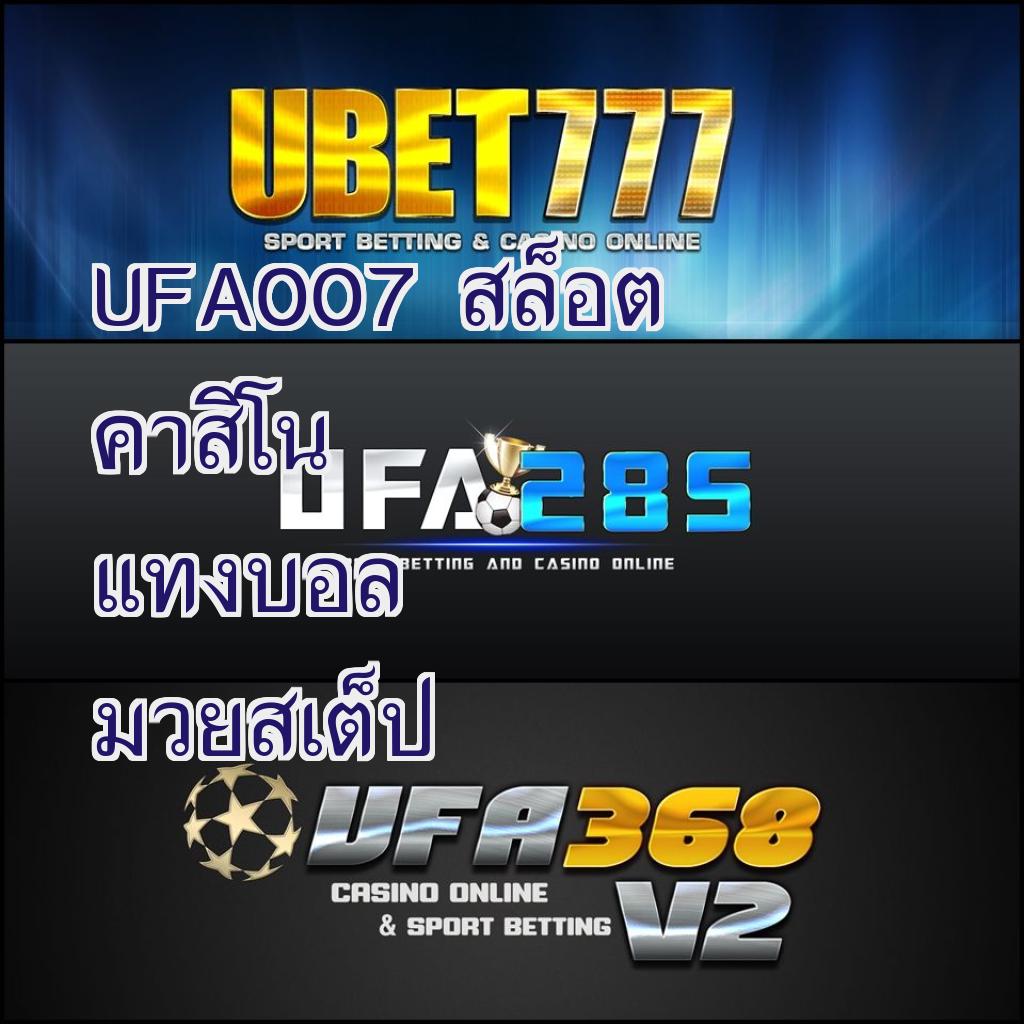 UBET777
SPORT BETTING & CASINO ONLINE
UFA007 สล็อต
คาสิโน
UFA285
แทงบอล
BETTING AND CASINO ONLINE
มวยสเต็ป
UFA368
CASINO ONLINE
& SPORT BETTING
V2